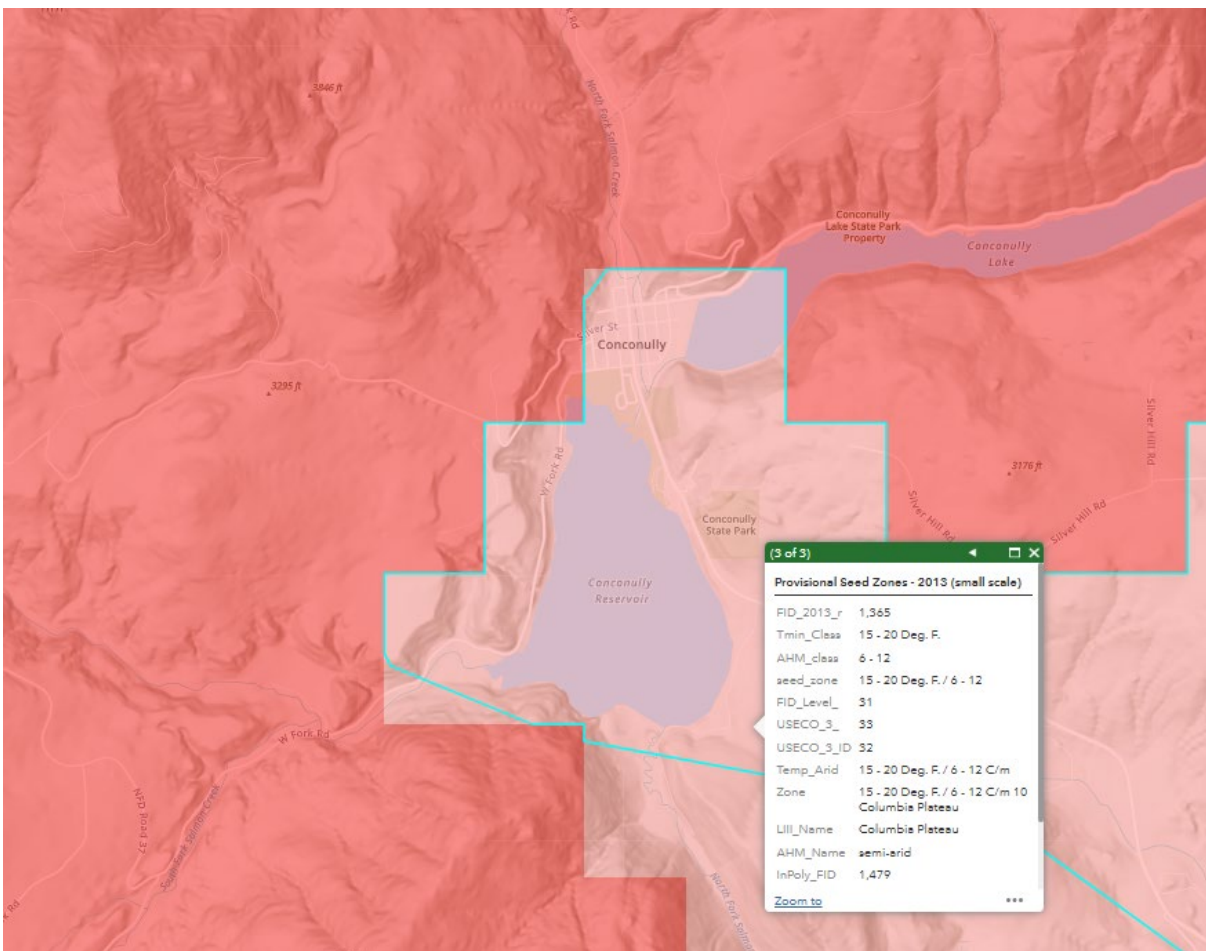 rk Rd
3846 ft
North Fork Salmon Creek
Conconully
Lake State Park
Property
Conconully
Lake
Silver St
Conconully
3295 ft
Silver Hill Rd
W Fork Rd
3176 ft
Silver Hill Rd
Silver Hill Rd
Conconully
State Park
Conconully
Reservoir
(3 of 3)
Provisional Seed Zones - 2013 (small scale)
FID_2013_r 1,365
Tmin_Class 15 - 20 Deg. F.
AHM_class 6 - 12
seed_zone 15 - 20 Deg. F. / 6 - 12
FID_Level_ 31
USECO_3_ 33
USECO_3_ID 32
Temp_Arid 15 - 20 Deg. F. / 6 - 12 C/m
Zone 15 - 20 Deg. F. / 6 - 12 C/m 10
Columbia Plateau
LIII_Name Columbia Plateau
AHM_Name semi-arid
InPoly_FID 1,479
Zoom to
W Fork Rd
NFD Road 37
South Fork Salmon Creek
North Fork Salmon
k Rd